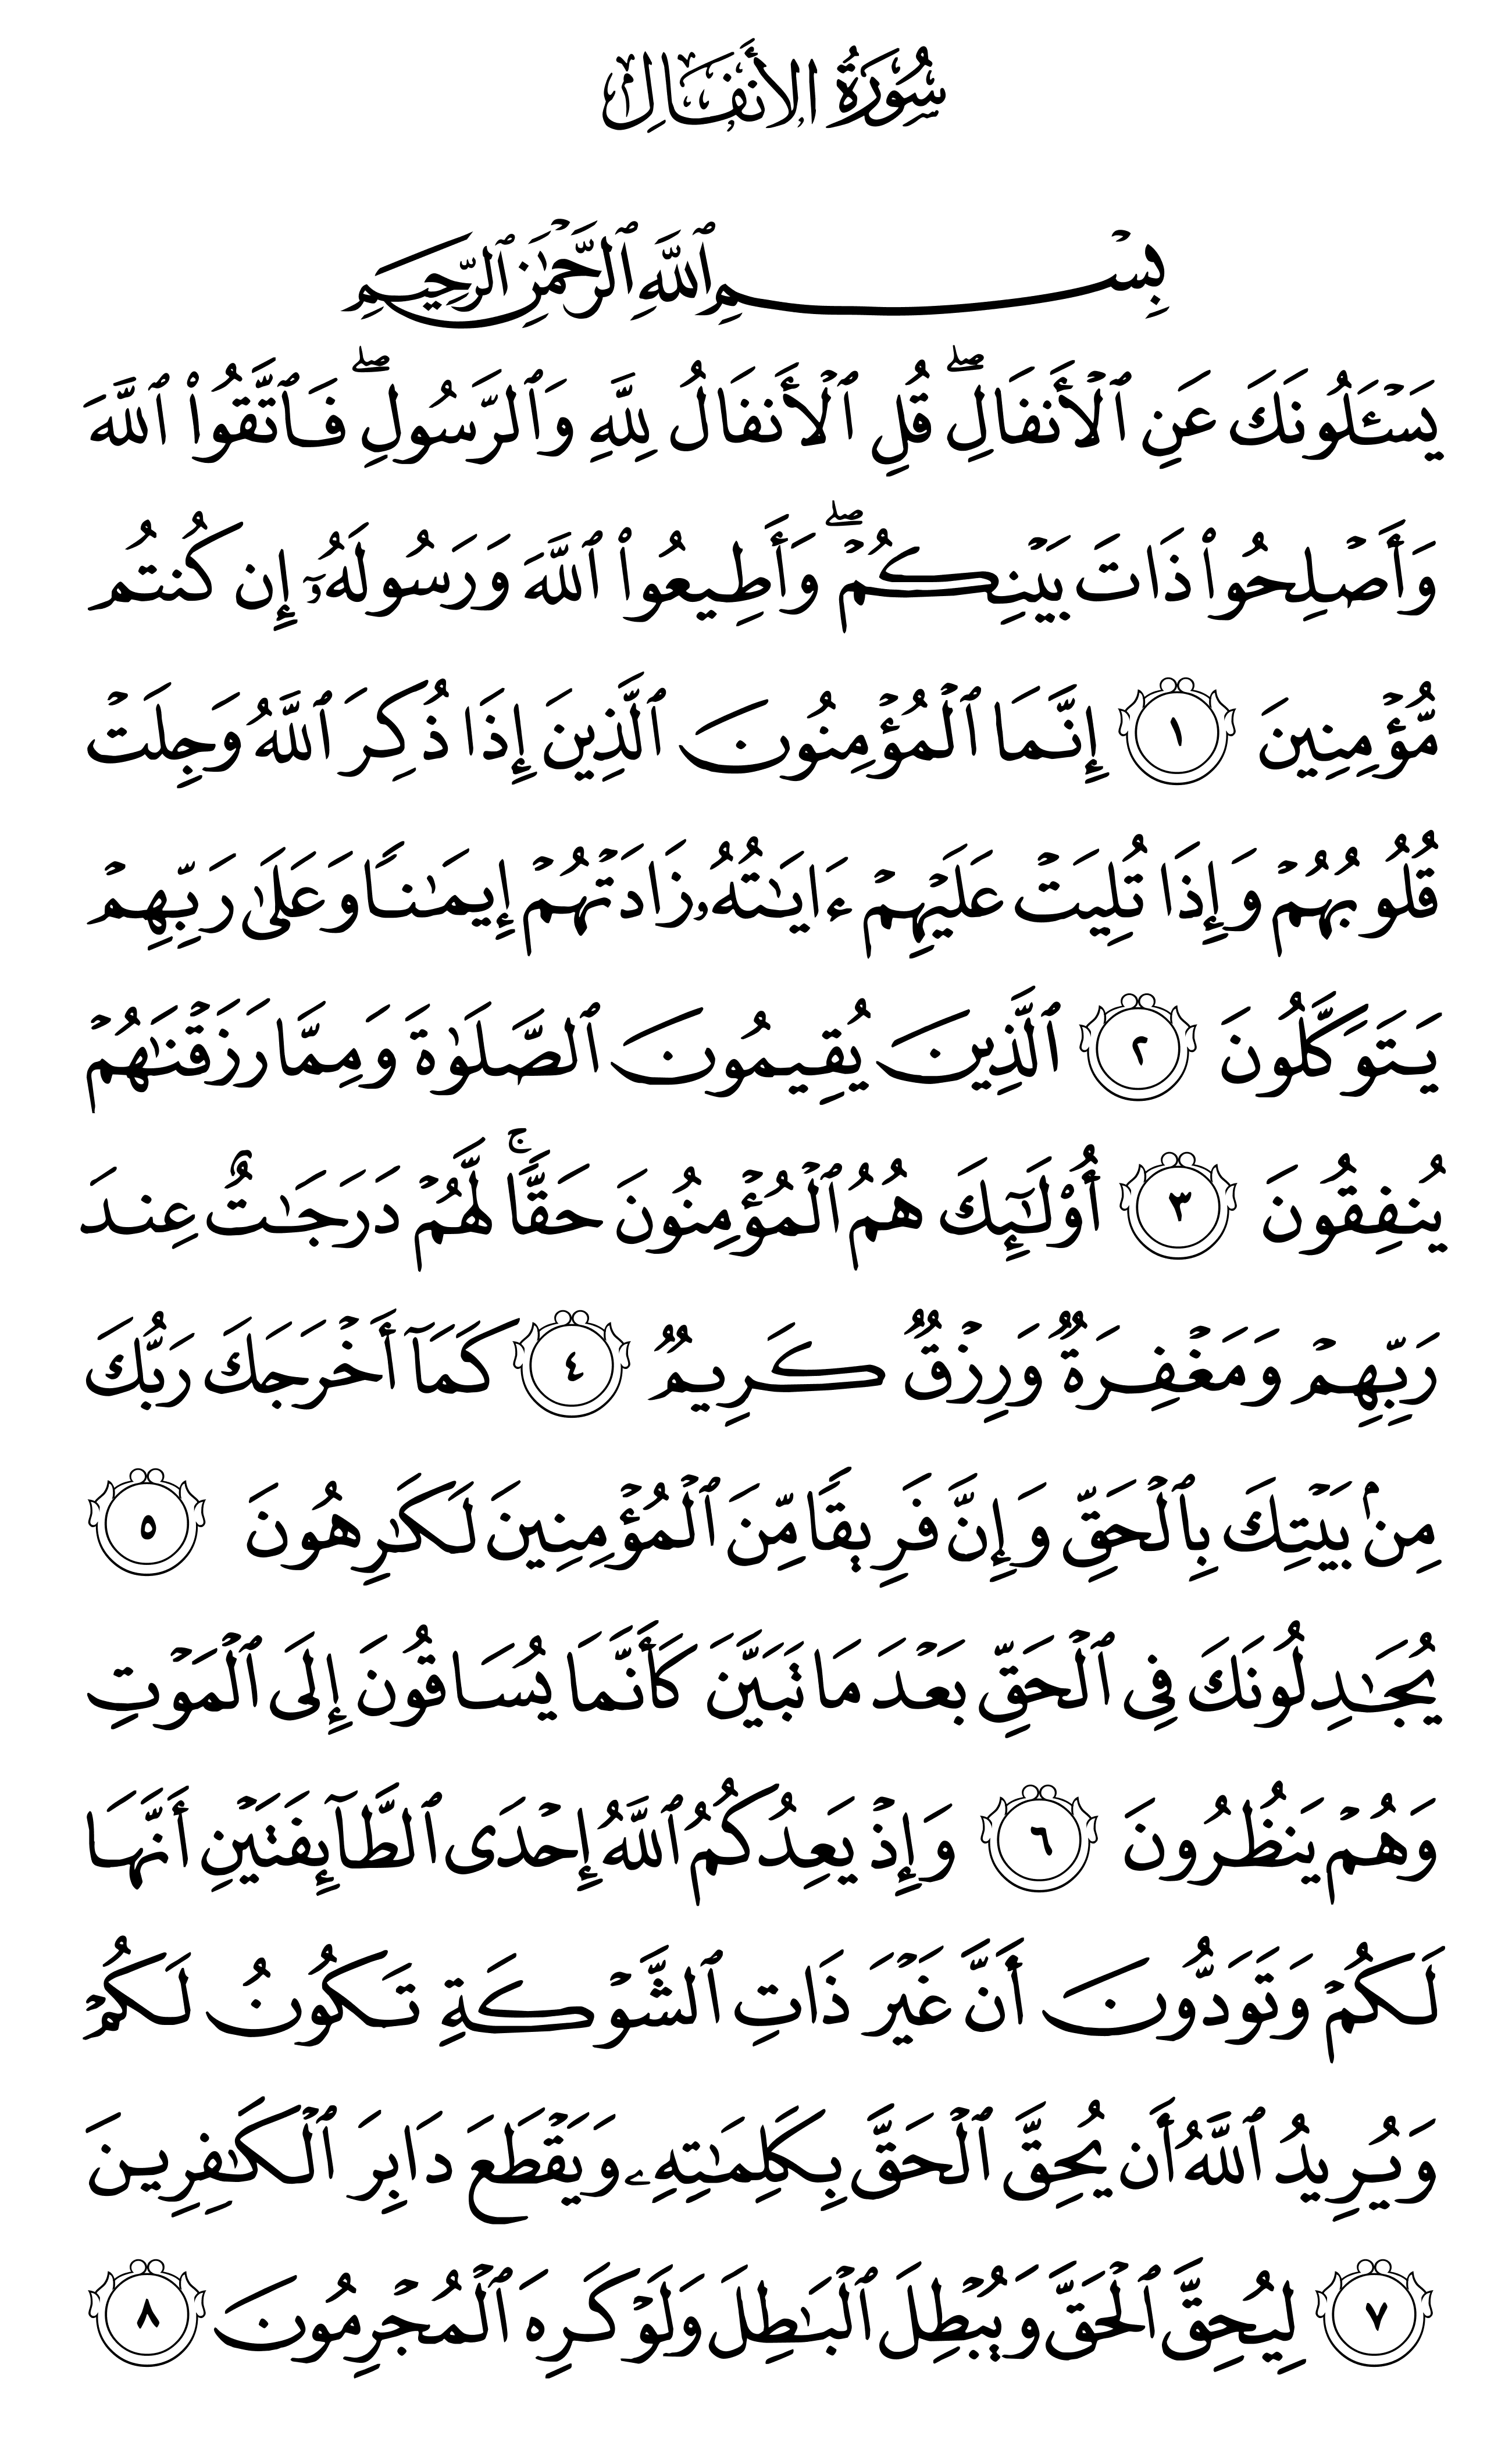 سُورَةُ الأَنفَالِ
بِسْمِ ٱللَّهِ ٱلرَّحْمَٰنِ ٱلرَّحِيمِ
يَسْـَٔلُونَكَ عَنِ ٱلْأَنفَالِ ۖ قُلِ ٱلْأَنفَالُ لِلَّهِ وَٱلرَّسُولِ ۖ فَٱتَّقُوا۟ ٱللَّهَ
وَأَصْلِحُوا۟ ذَاتَ بَيْنِكُمْ ۖ وَأَطِيعُوا۟ ٱللَّهَ وَرَسُولَهُۥٓ إِن كُنتُم
مُّؤْمِنِينَ ١ إِنَّمَا ٱلْمُؤْمِنُونَ ٱلَّذِينَ إِذَا ذُكِرَ ٱللَّهُ وَجِلَتْ
قُلُوبُهُمْ وَإِذَا تُلِيَتْ عَلَيْهِمْ ءَايَٰتُهُۥ زَادَتْهُمْ إِيمَٰنًا وَعَلَىٰ رَبِّهِمْ
يَتَوَكَّلُونَ ٢ ٱلَّذِينَ يُقِيمُونَ ٱلصَّلَوٰةَ وَمِمَّا رَزَقْنَٰهُمْ
يُنفِقُونَ ٣ أُو۟لَٰٓئِكَ هُمُ ٱلْمُؤْمِنُونَ حَقًّا ۚ لَّهُمْ دَرَجَٰتٌ عِندَ
رَبِّهِمْ وَمَغْفِرَةٌ وَرِزْقٌ كَرِيمٌ ٤ كَمَآ أَخْرَجَكَ رَبُّكَ
مِنۢ بَيْتِكَ بِٱلْحَقِّ وَإِنَّ فَرِيقًا مِّنَ ٱلْمُؤْمِنِينَ لَكَٰرِهُونَ ٥
يُجَٰدِلُونَكَ فِى ٱلْحَقِّ بَعْدَ مَا تَبَيَّنَ كَأَنَّمَا يُسَاقُونَ إِلَى ٱلْمَوْتِ
وَهُمْ يَنظُرُونَ ٦ وَإِذْ يَعِدُكُمُ ٱللَّهُ إِحْدَى ٱلطَّآئِفَتَيْنِ أَنَّهَا
لَكُمْ وَتَوَدُّونَ أَنَّ غَيْرَ ذَاتِ ٱلشَّوْكَةِ تَكُونُ لَكُمْ
وَيُرِيدُ ٱللَّهُ أَن يُحِقَّ ٱلْحَقَّ بِكَلِمَٰتِهِۦ وَيَقْطَعَ دَابِرَ ٱلْكَٰفِرِينَ
٧ لِيُحِقَّ ٱلْحَقَّ وَيُبْطِلَ ٱلْبَٰطِلَ وَلَوْ كَرِهَ ٱلْمُجْرِمُونَ ٨